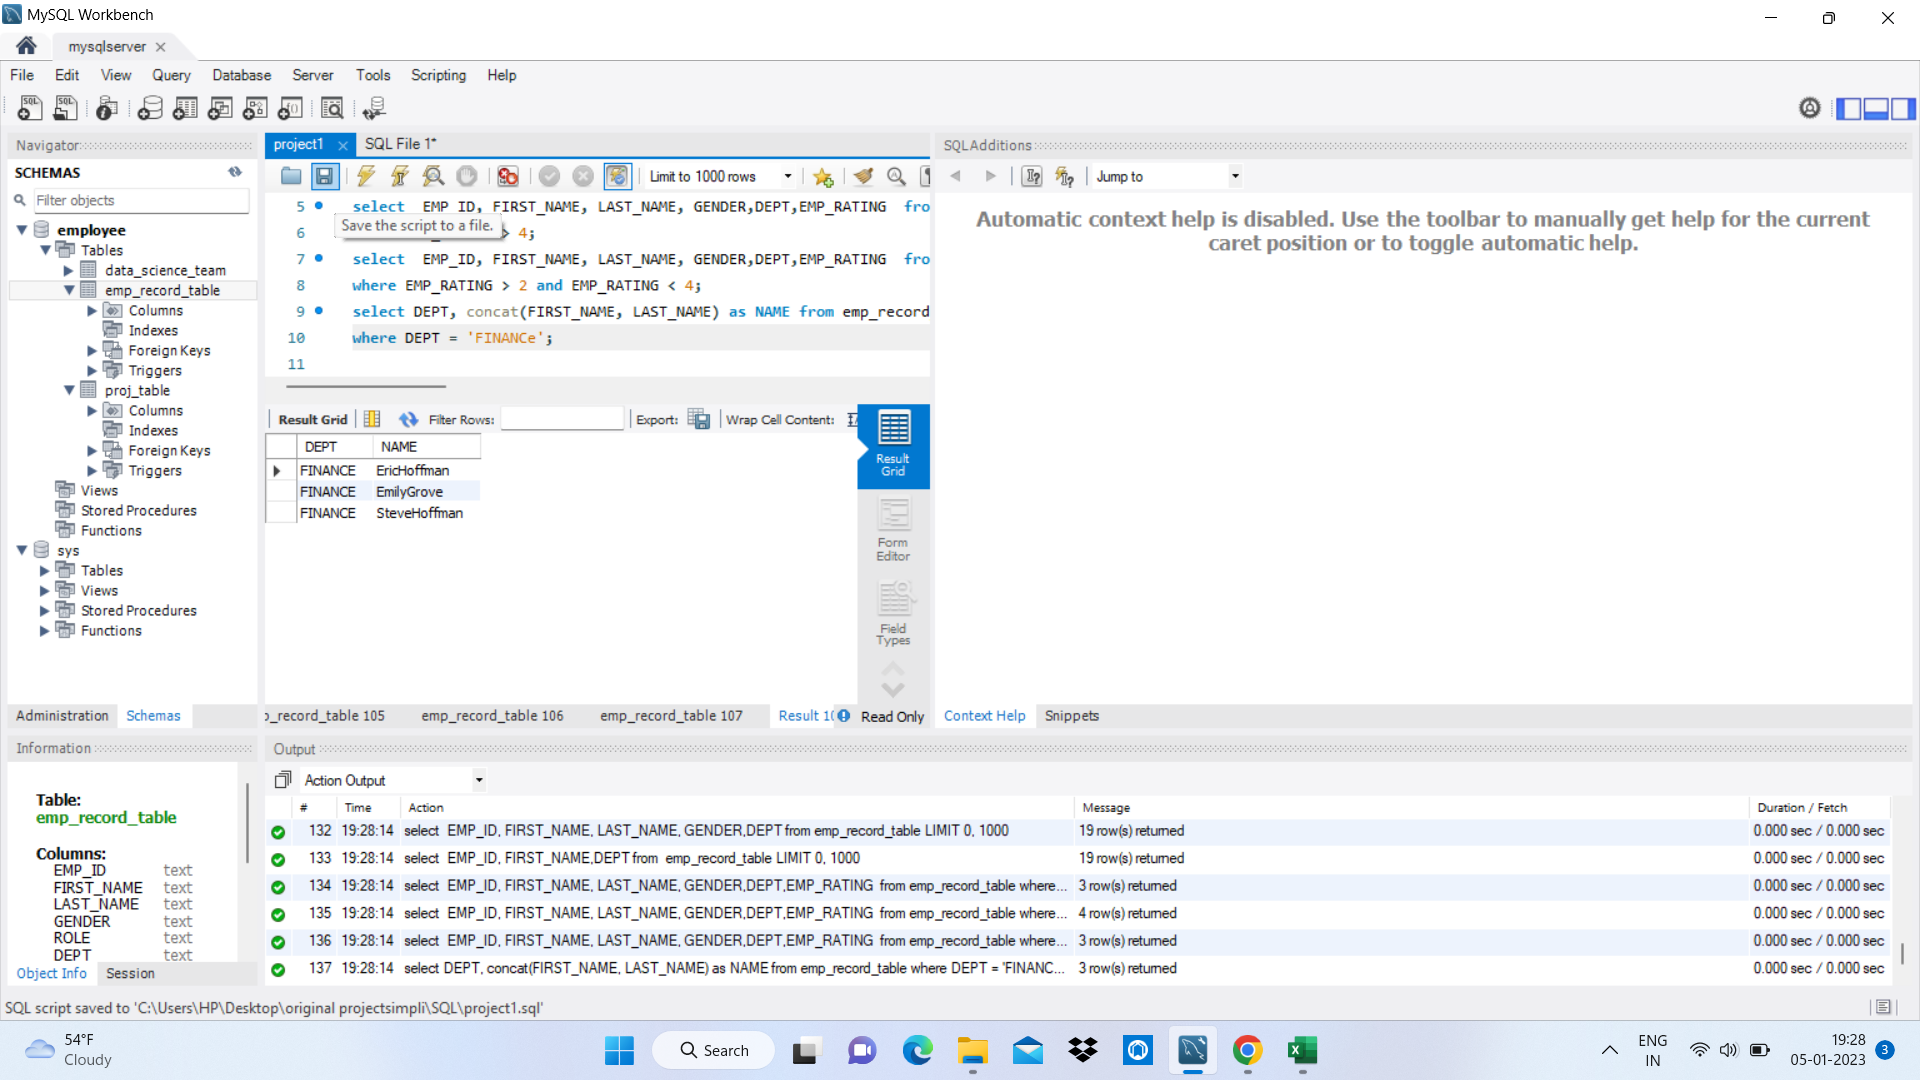 MySQL Workbench
mysqlserver
File Edit View Query Database Server Tools Scripting Help
Navigator
SCHEMAS
Filter objects
employee
Tables
data_science_team
emp_record_table
Columns
Indexes
Foreign Keys
Triggers
proj_table
Columns
Indexes
Foreign Keys
Triggers
Views
Stored Procedures
Functions
sys
Tables
Views
Stored Procedures
Functions
Administration Schemas
project1 SQL File 1*
Limit to 1000 rows
5 select EMP_ID, FIRST_NAME, LAST_NAME, GENDER,DEPT,EMP_RATING fro
Save the script to a file.
6 > 4;
7 select EMP_ID, FIRST_NAME, LAST_NAME, GENDER,DEPT,EMP_RATING fro
8 where EMP_RATING > 2 and EMP_RATING < 4;
9 select DEPT, concat(FIRST_NAME, LAST_NAME) as NAME from emp_record
10 where DEPT = 'FINANCe';
11
Result Grid Filter Rows: Export: Wrap Cell Content:
DEPT NAME
FINANCE EricHoffman
FINANCE EmilyGrove
FINANCE SteveHoffman
Result
Grid
Form
Editor
Field
Types
p_record_table 105 emp_record_table 106 emp_record_table 107 Result 10 Read Only
SQLAdditions
Jump to
Automatic context help is disabled. Use the toolbar to manually get help for the current
caret position or to toggle automatic help.
Context Help Snippets
Information
Table:
emp_record_table
Columns:
EMP_ID text
FIRST_NAME text
LAST_NAME text
GENDER text
ROLE text
DEPT text
Object Info Session
Output
Action Output
# Time Action Message Duration / Fetch
132 19:28:14 select EMP_ID, FIRST_NAME, LAST_NAME, GENDER,DEPT from emp_record_table LIMIT 0, 1000 19 row(s) returned 0.000 sec / 0.000 sec
133 19:28:14 select EMP_ID, FIRST_NAME,DEPT from emp_record_table LIMIT 0, 1000 19 row(s) returned 0.000 sec / 0.000 sec
134 19:28:14 select EMP_ID, FIRST_NAME, LAST_NAME, GENDER,DEPT,EMP_RATING from emp_record_table where... 3 row(s) returned 0.000 sec / 0.000 sec
135 19:28:14 select EMP_ID, FIRST_NAME, LAST_NAME, GENDER,DEPT,EMP_RATING from emp_record_table where... 4 row(s) returned 0.000 sec / 0.000 sec
136 19:28:14 select EMP_ID, FIRST_NAME, LAST_NAME, GENDER,DEPT,EMP_RATING from emp_record_table where... 3 row(s) returned 0.000 sec / 0.000 sec
137 19:28:14 select DEPT, concat(FIRST_NAME, LAST_NAME) as NAME from emp_record_table where DEPT = 'FINANC... 3 row(s) returned 0.000 sec / 0.000 sec
SQL script saved to 'C:\Users\HP\Desktop\original projectsimpli\SQL\project1.sql'
54°F
Cloudy
Search
ENG
IN
19:28
05-01-2023
3